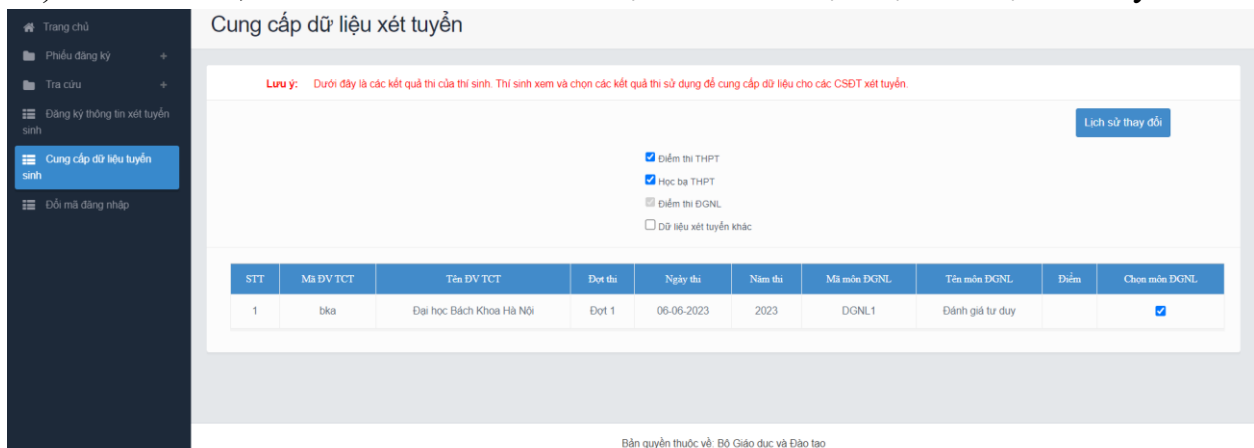 Trang chủ
Phiếu đăng ký +
Tra cứu +
Đăng ký thông tin xét tuyển
sinh
Cung cấp dữ liệu tuyển
sinh
Đổi mã đăng nhập
Cung cấp dữ liệu xét tuyển
Lưu ý: Dưới đây là các kết quả thi của thí sinh. Thí sinh xem và chọn các kết quả thi sử dụng để cung cấp dữ liệu cho các CSĐT xét tuyển.
Lịch sử thay đổi
Điểm thi THPT
Học bạ THPT
Điểm thi ĐGNL
Dữ liệu xét tuyển khác
STT Mã ĐV TCT Tên ĐV TCT Đợt thi Ngày thi Năm thi Mã môn ĐGNL Tên môn ĐGNL Điểm Chọn môn ĐGNL
1 bka Đại học Bách Khoa Hà Nội Đợt 1 06-06-2023 2023 DGNL1 Đánh giá tư duy
Bản quyền thuộc về: Bộ Giáo dục và Đào tạo